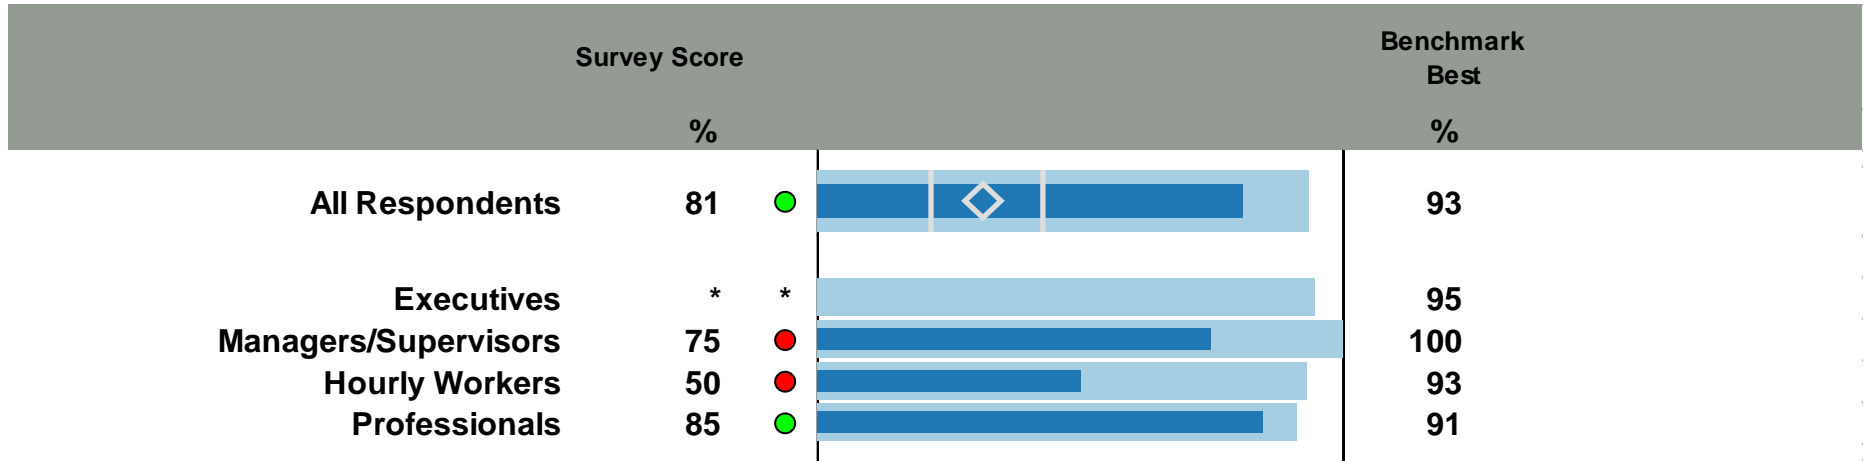 Survey Score
Benchmark
Best
% %
All Respondents 81 93
Executives * * 95
Managers/Supervisors 75 100
Hourly Workers 50 93
Professionals 85 91